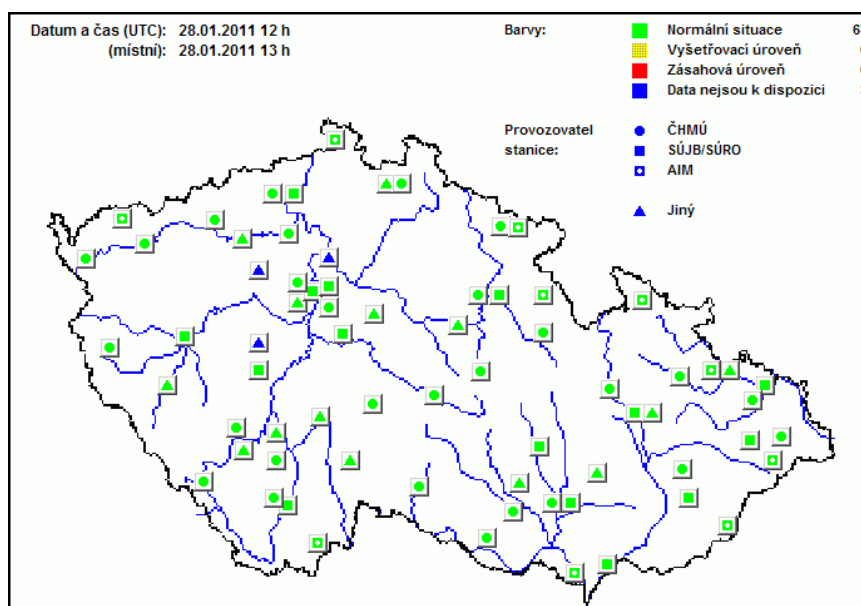 Datum a čas (UTC): 28.01.2011 12 h
(místní): 28.01.2011 13 h
Barvy:
Normální situace
Vyšetřovací úroveň
Zásahová úroveň
Data nejsou k dispozici
Provozovatel
stanice:
ČHMÚ
SÚJB/SÚRO
AIM
Jiný